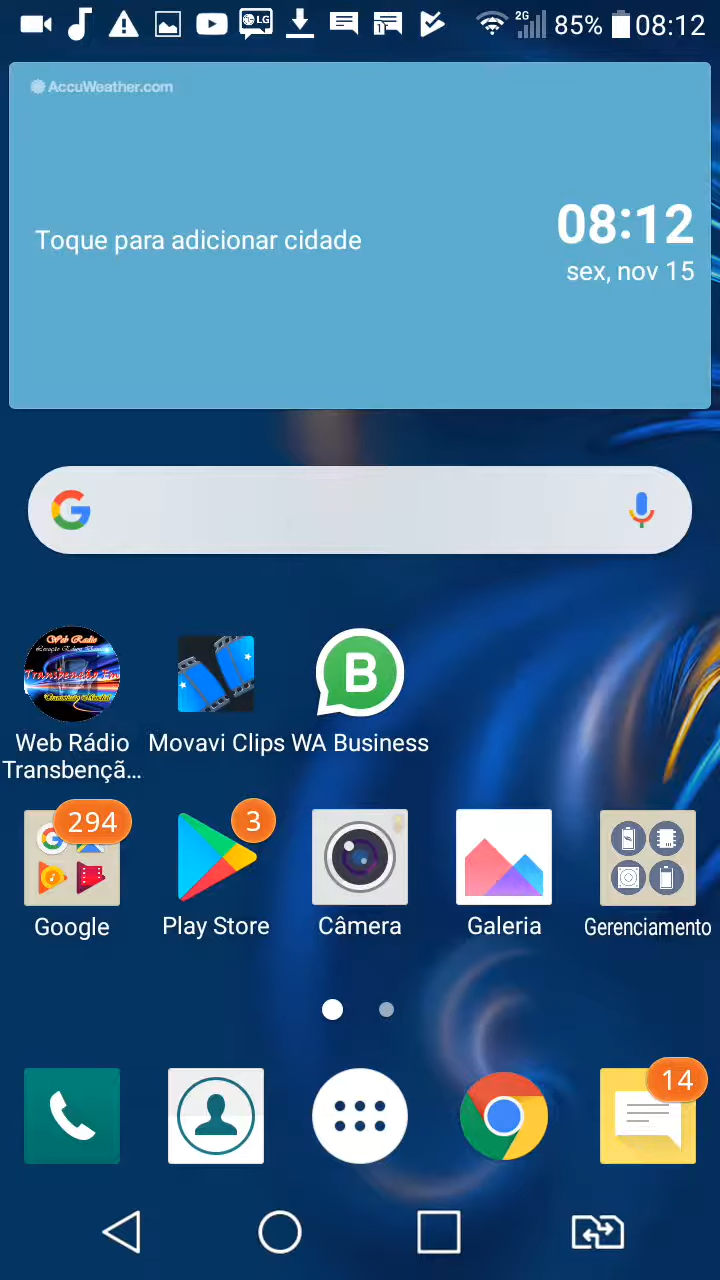 2G 85% 08:12
AccuWeather.com
08:12
Toque para adicionar cidade
sex, nov 15
Web Rádio
Transbençã...
Movavi Clips
WA Business
294
3
Google
Play Store
Câmera
Galeria
Gerenciamento
14